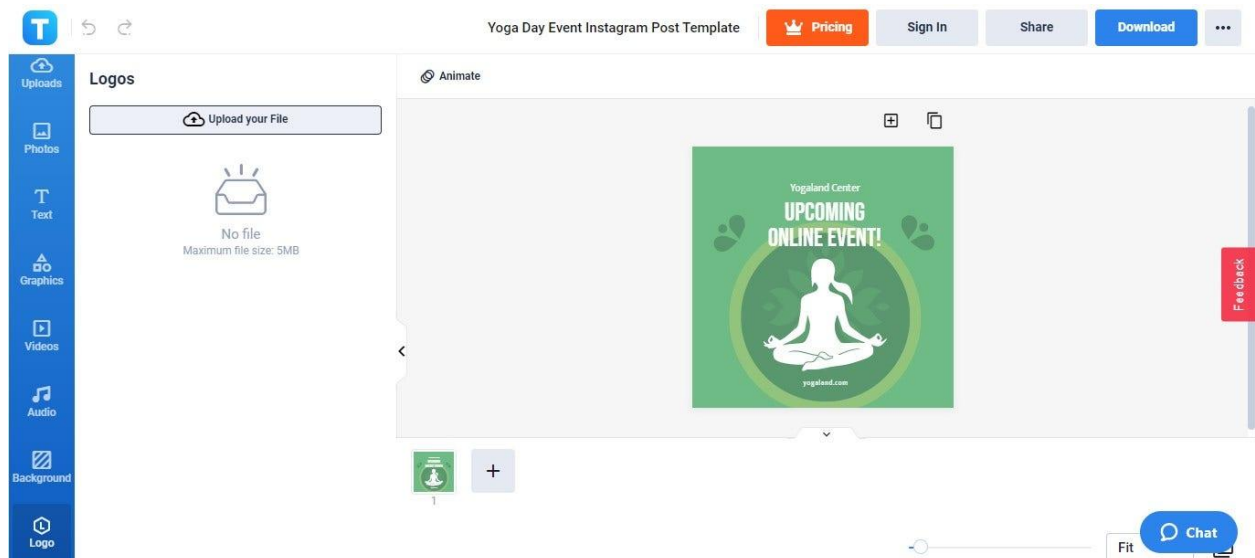 T
Yoga Day Event Instagram Post Template
Pricing
Sign In
Share
Download
Uploads
Photos
Text
Graphics
Videos
Audio
Background
Logo
Logos
Upload your File
No file
Maximum file size: 5MB
Animate
Yogaland Center
UPCOMING
ONLINE EVENT!
yogaland.com
Feedback
1
Fit
Chat